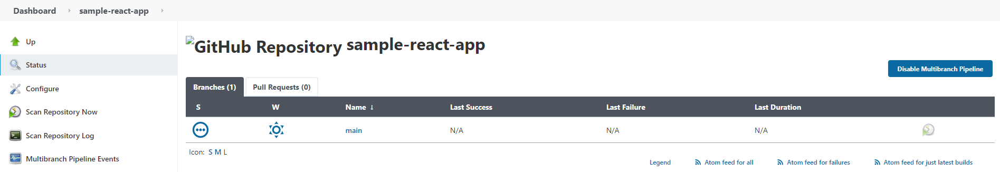 Dashboard sample-react-app
Up
Status
Configure
Scan Repository Now
Scan Repository Log
Multibranch Pipeline Events
GitHub Repository sample-react-app
Disable Multibranch Pipeline
Branches (1) Pull Requests (0)
S W Name ↓ Last Success Last Failure Last Duration
main N/A N/A N/A
Icon: S M L
Legend Atom feed for all Atom feed for failures Atom feed for just latest builds